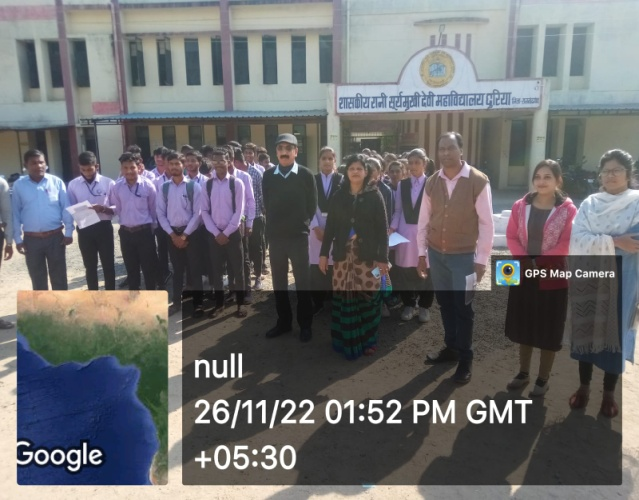 शासकीय रानी सूर्यमुखी देवी महाविद्यालय छुरिया
GPS Map Camera
null
26/11/22 01:52 PM GMT
+05:30
Google